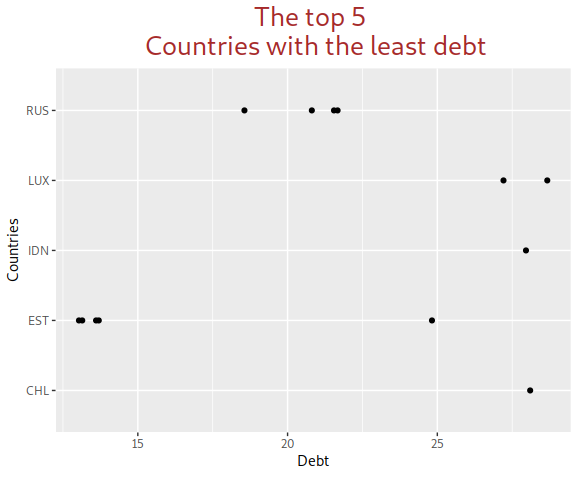 The top 5
Countries with the least debt
Countries
RUS
LUX
IDN
EST
CHL
15
20
25
Debt